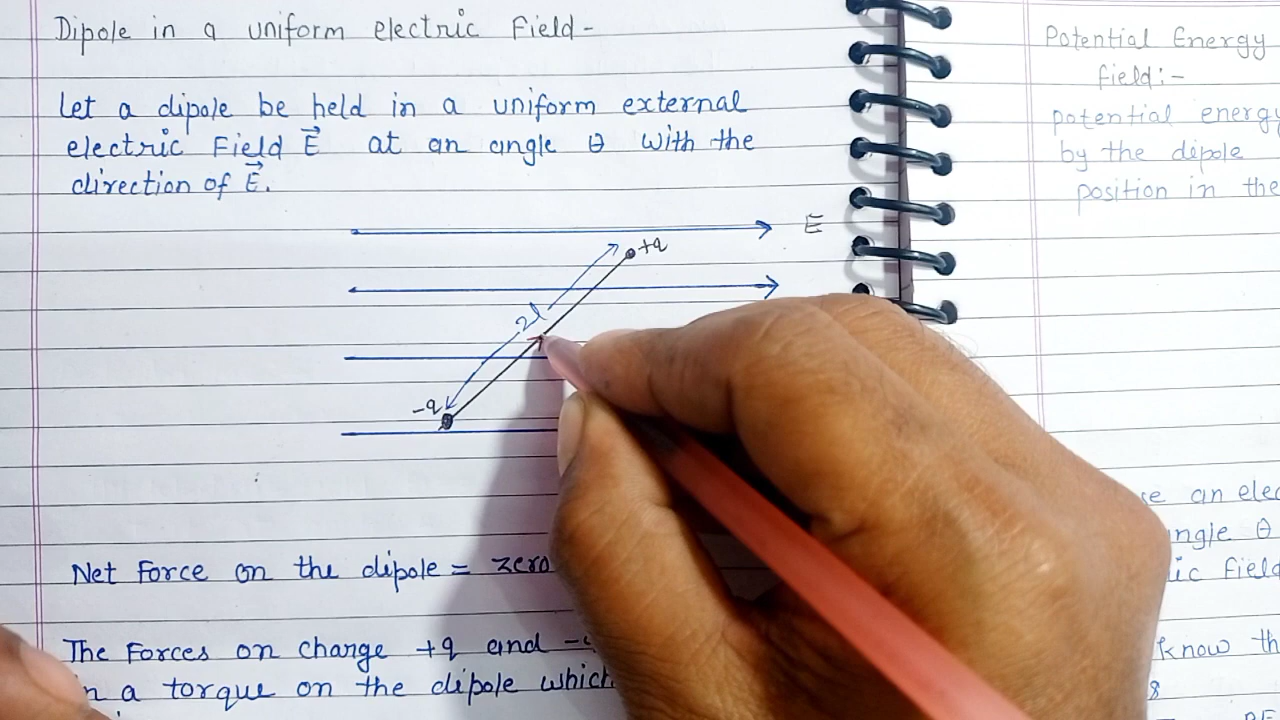 Dipole in a uniform electric Field -
Let a dipole be held in a uniform external
electric Field E⃗ at an angle θ with the
direction of E⃗.
E
+q
2l
-q
Net Force on the dipole = zero
The Forces on charge +q and -q
in a torque on the dipole which
Potential Energy
field:-
potential energy
by the dipole
position in the
an elec
angle θ
field
know th